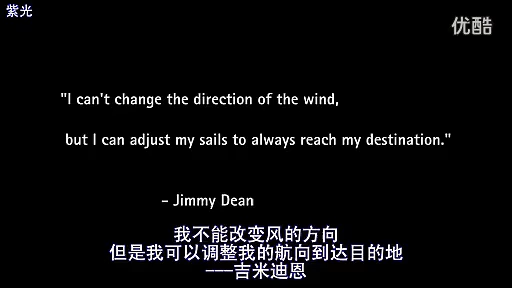 紫光
优酷
"I can't change the direction of the wind,
but I can adjust my sails to always reach my destination."
– Jimmy Dean
我不能改变风的方向
但是我可以调整我的航向到达目的地
---吉米迪恩